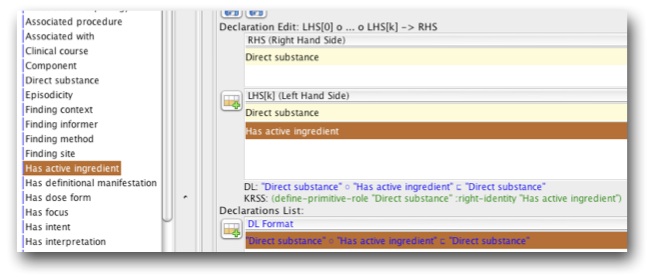 Associated procedure
Associated with
Clinical course
Component
Direct substance
Episodicity
Finding context
Finding informer
Finding method
Finding site
Has active ingredient
Has definitional manifestation
Has dose form
Has focus
Has intent
Has interpretation
Declaration Edit: LHS[0] o ... o LHS[k] -> RHS
RHS (Right Hand Side)
Direct substance
LHS[k] (Left Hand Side)
Direct substance
Has active ingredient
DL: "Direct substance" ○ "Has active ingredient" ⊑ "Direct substance"
KRSS: (define-primitive-role "Direct substance" :right-identity "Has active ingredient")
Declarations List:
DL Format
"Direct substance" ○ "Has active ingredient" ⊑ "Direct substance"